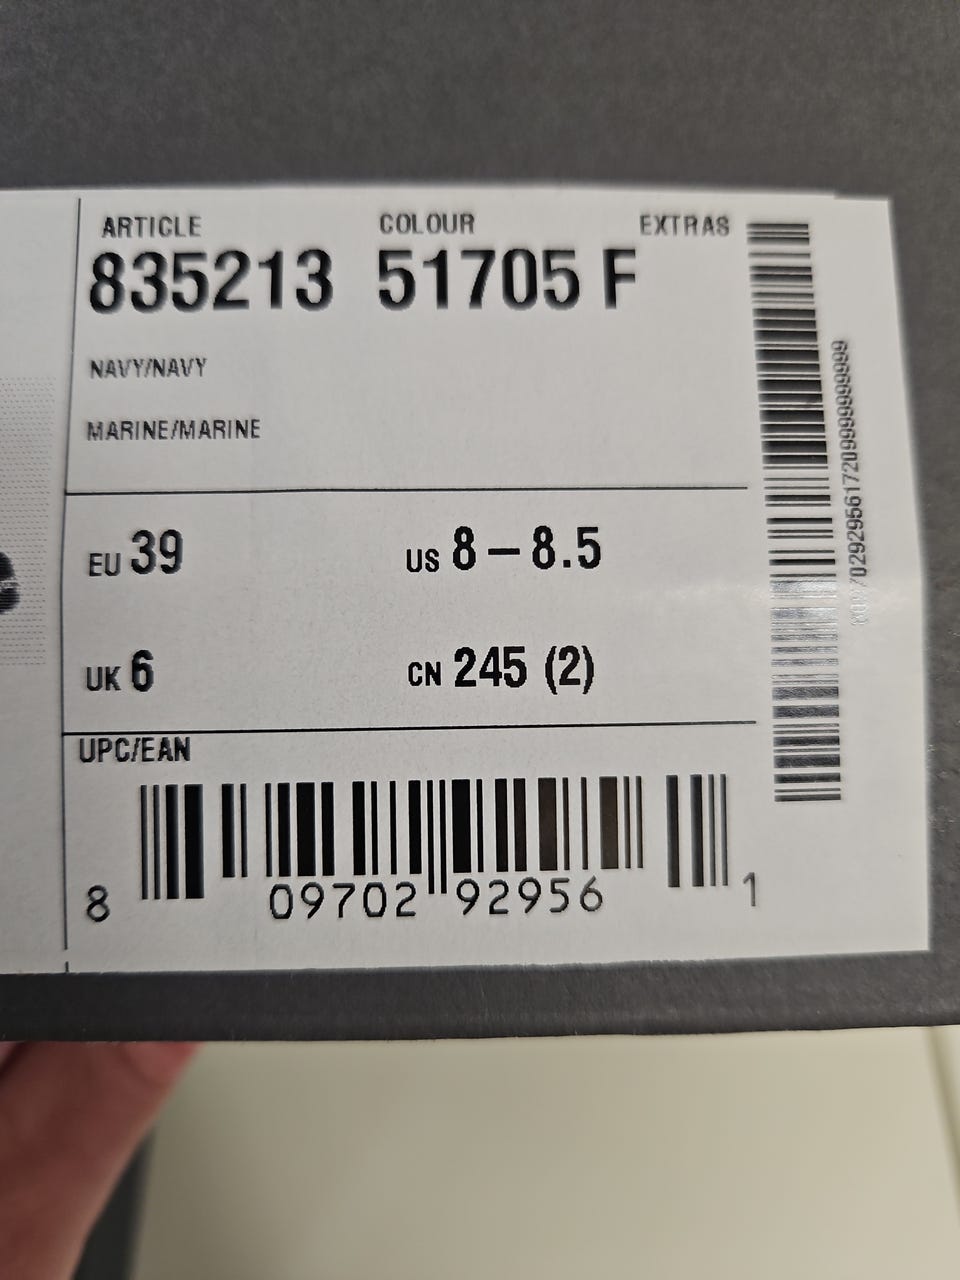 ARTICLE COLOUR EXTRAS
835213 51705 F
NAVY/NAVY
MARINE/MARINE
EU 39 US 8 – 8.5
UK 6 CN 245 (2)
UPC/EAN
8 09702 92956 1